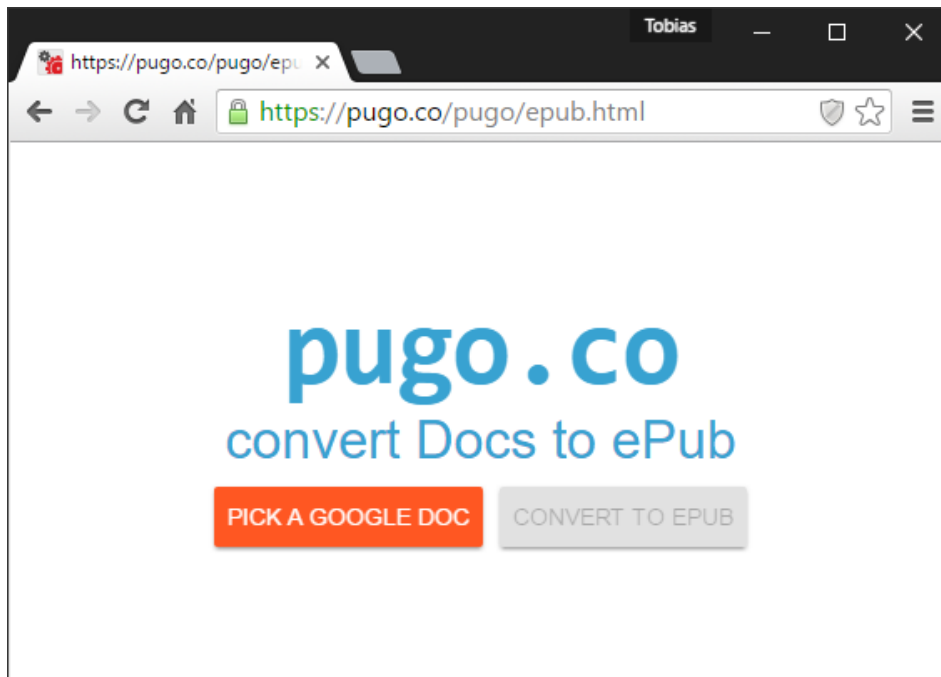 Tobias
https://pugo.co/pugo/epu
https://pugo.co/pugo/epub.html
pugo.co
convert Docs to ePub
PICK A GOOGLE DOC CONVERT TO EPUB